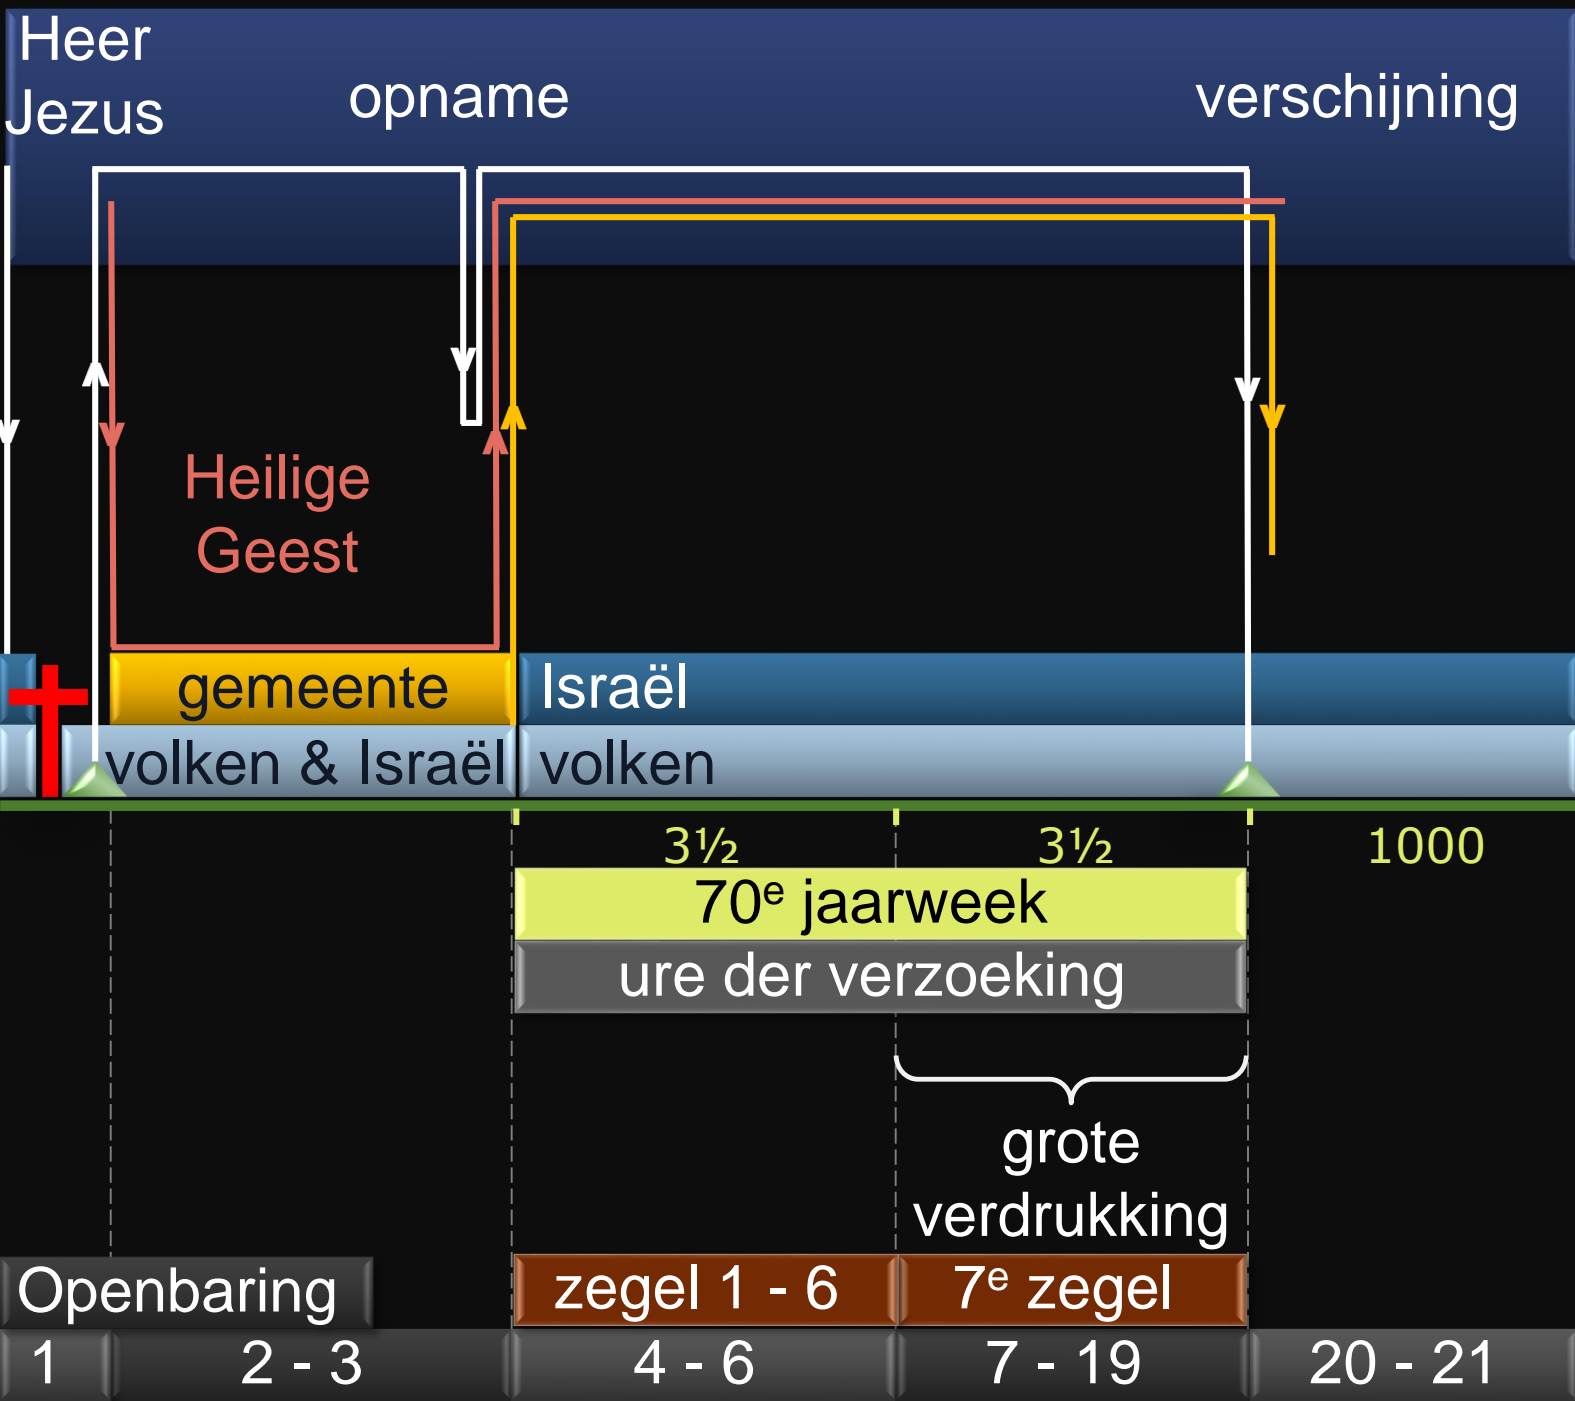 Heer
Jezus
opname
verschijning
Heilige
Geest
gemeente
Israël
volken & Israël
volken
3½
3½
1000
70e jaarweek
ure der verzoeking
grote
verdrukking
Openbaring
zegel 1 - 6
7e zegel
1
2 - 3
4 - 6
7 - 19
20 - 21